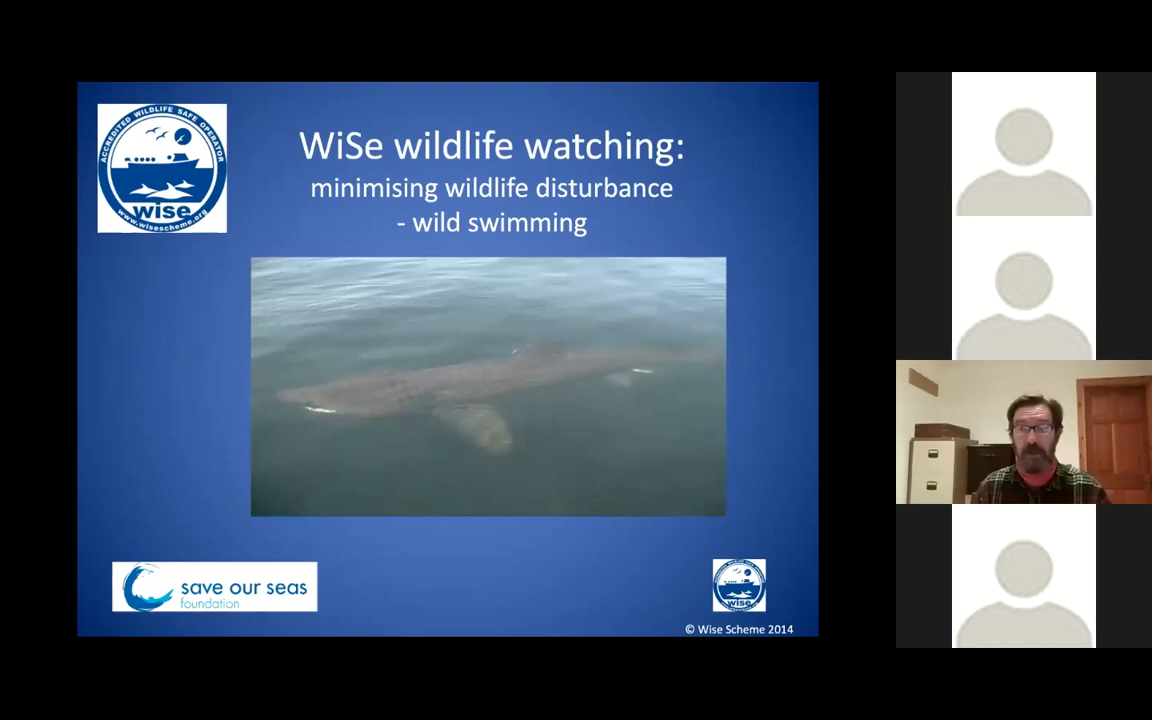 ACCREDITED WILDLIFE SAFE OPERATOR
wise
www.wisescheme.org
WiSe wildlife watching:
minimising wildlife disturbance
- wild swimming
save our seas
foundation
wise
© Wise Scheme 2014